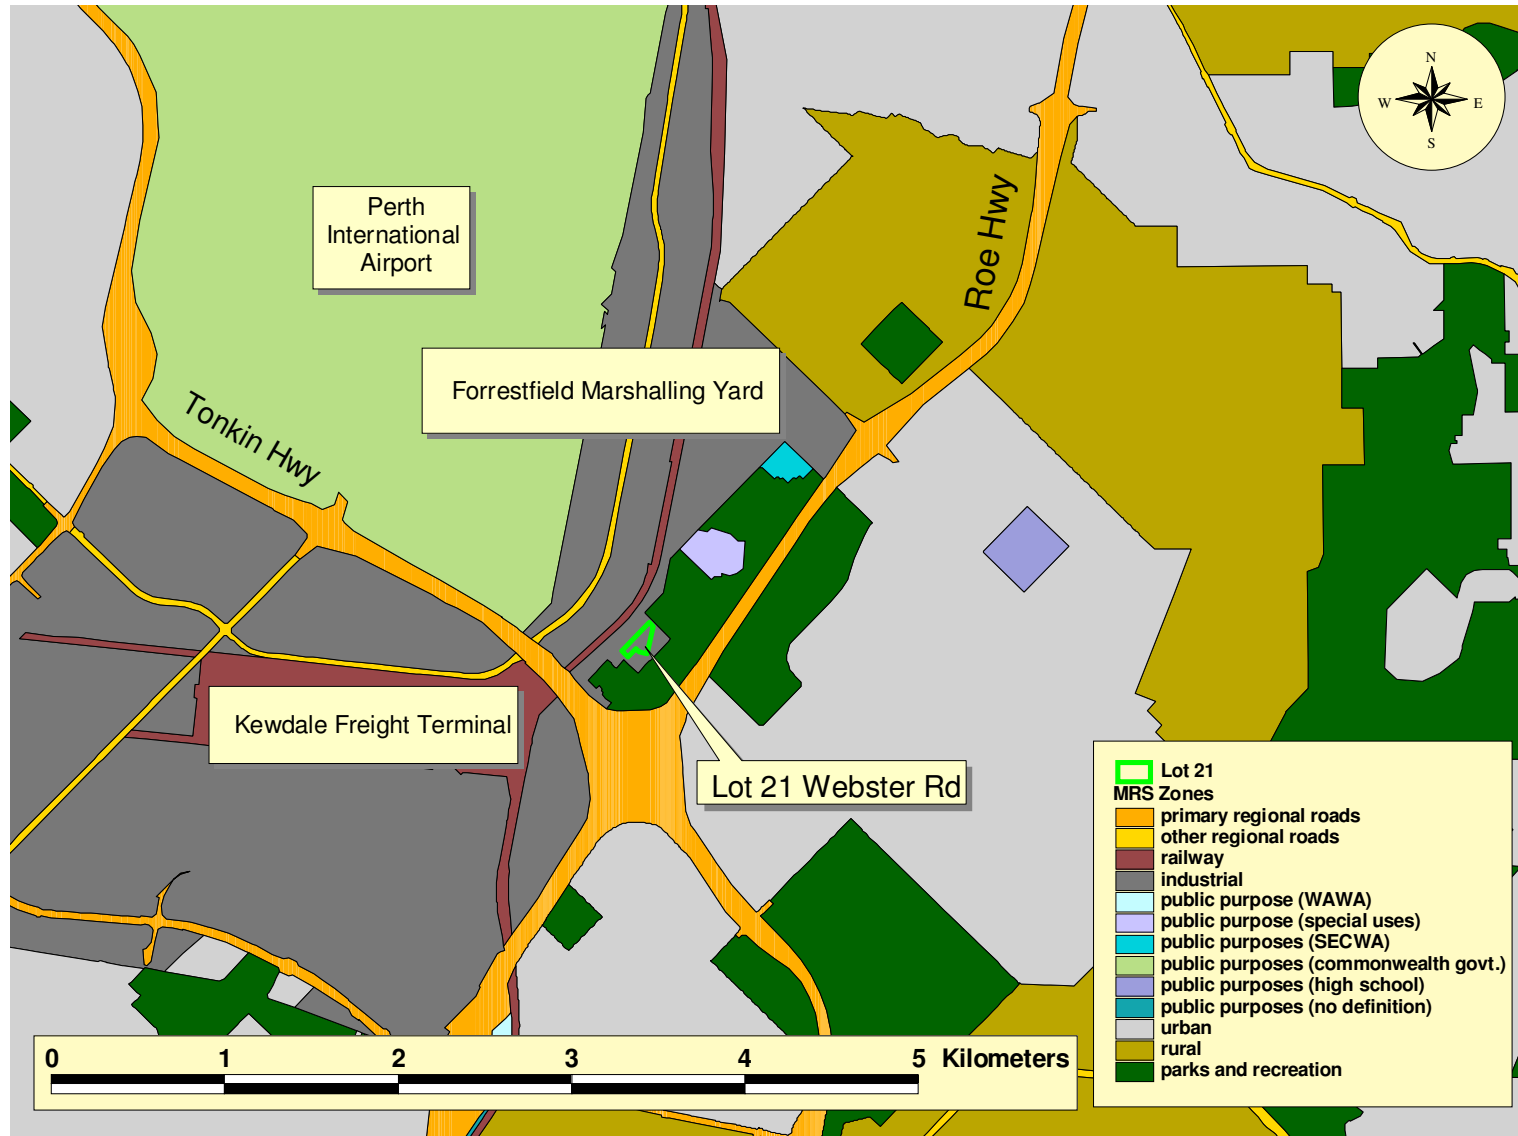 N
W E
S
Perth
International
Airport
Roe Hwy
Forrestfield Marshalling Yard
Tonkin Hwy
Kewdale Freight Terminal
Lot 21 Webster Rd
Lot 21
MRS Zones
primary regional roads
other regional roads
railway
industrial
public purpose (WAWA)
public purpose (special uses)
public purposes (SECWA)
public purposes (commonwealth govt.)
public purposes (high school)
public purposes (no definition)
urban
rural
parks and recreation
0 1 2 3 4 5 Kilometers